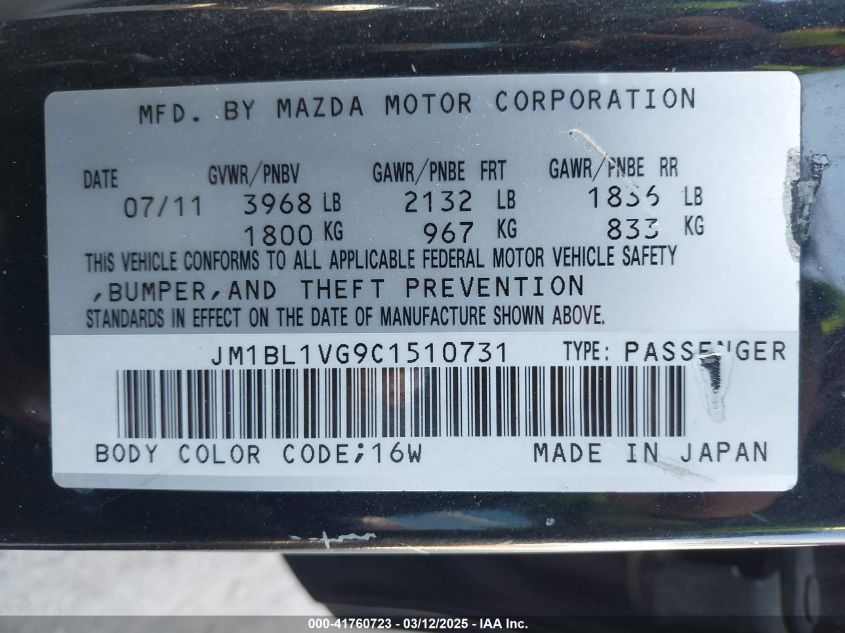 MFD. BY MAZDA MOTOR CORPORATION
DATE GVWR/PNBV GAWR/PNBE FRT GAWR/PNBE RR
07/11 3968 LB 2132 LB 1836 LB
1800 KG 967 KG 833 KG
THIS VEHICLE CONFORMS TO ALL APPLICABLE FEDERAL MOTOR VEHICLE SAFETY
,BUMPER,AND THEFT PREVENTION
STANDARDS IN EFFECT ON THE DATE OF MANUFACTURE SHOWN ABOVE.
JM1BL1VG9C1510731 TYPE: PASSENGER
BODY COLOR CODE;16W MADE IN JAPAN
000-41760723 - 03/12/2025 - IAA Inc.